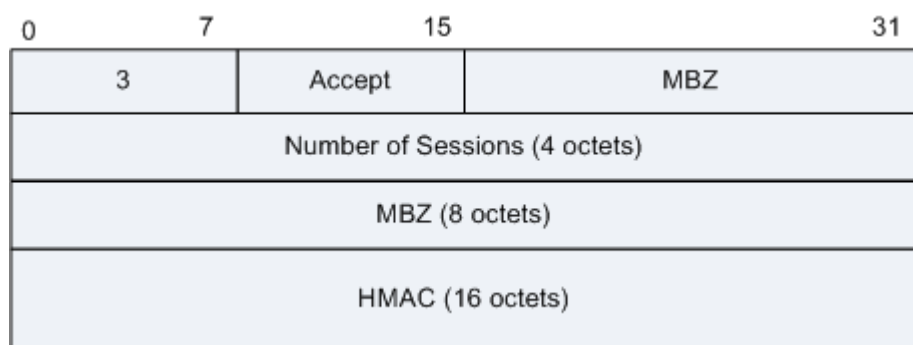 0 7 15 31
3 Accept MBZ
Number of Sessions (4 octets)
MBZ (8 octets)
HMAC (16 octets)